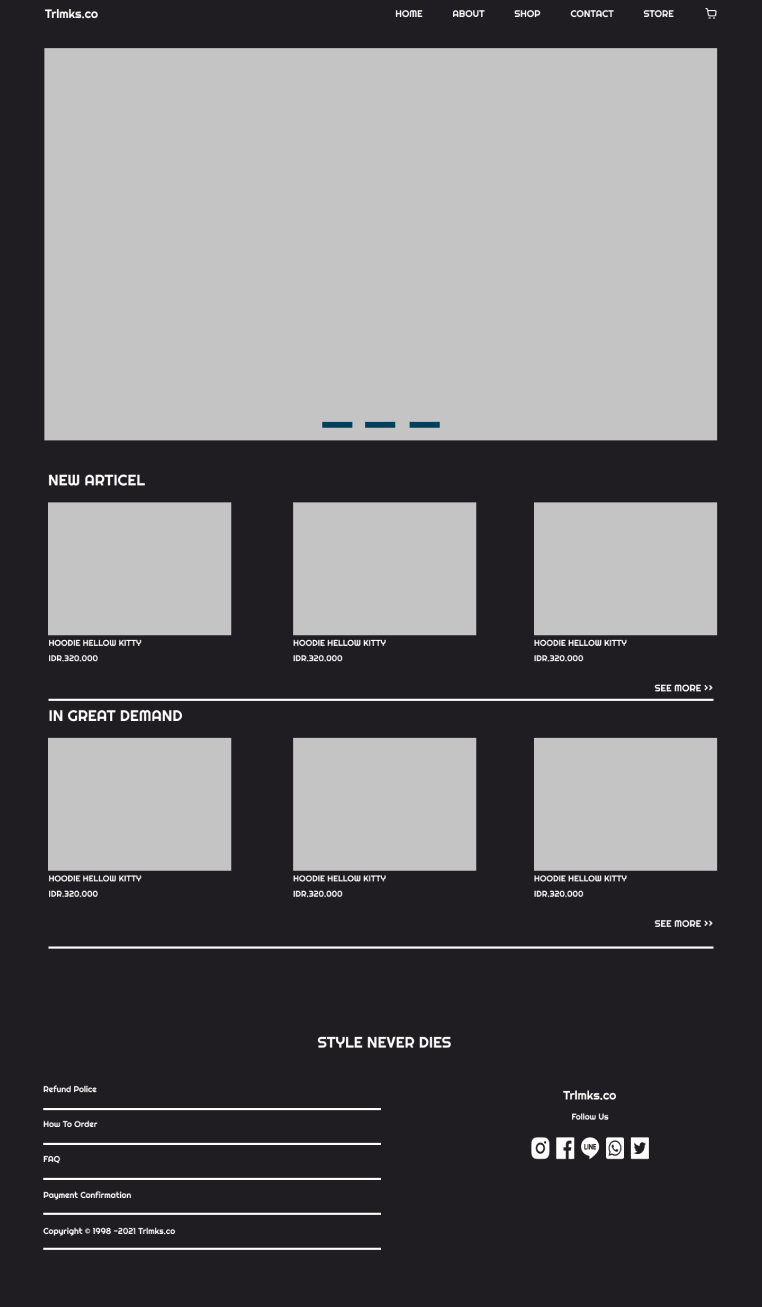 Trlmks.co
HOME ABOUT SHOP CONTACT STORE
NEW ARTICEL
HOODIE HELLOW KITTY HOODIE HELLOW KITTY HOODIE HELLOW KITTY
IDR.320.000 IDR.320.000 IDR.320.000
SEE MORE >>
IN GREAT DEMAND
HOODIE HELLOW KITTY HOODIE HELLOW KITTY HOODIE HELLOW KITTY
IDR.320.000 IDR.320.000 IDR.320.000
SEE MORE >>
STYLE NEVER DIES
Refund Police
How To Order
FAQ
Payment Confirmation
Copyright © 1998 -2021 Trlmks.co
Trlmks.co
Follow Us
LINE